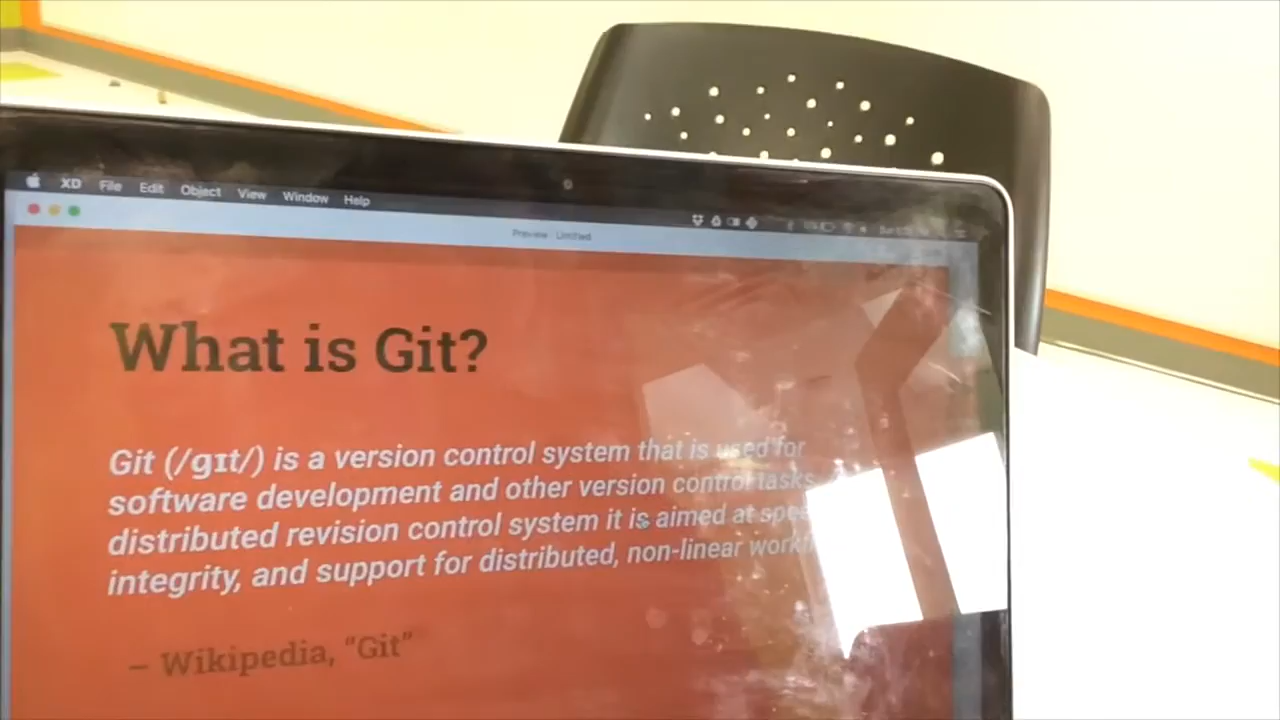 XD File Edit Object View Window Help
Preview Untitled
What is Git?
Git (/gɪt/) is a version control system that is used for
software development and other version control tasks
distributed revision control system it is aimed at
integrity, and support for distributed, non-linear
– Wikipedia, “Git”